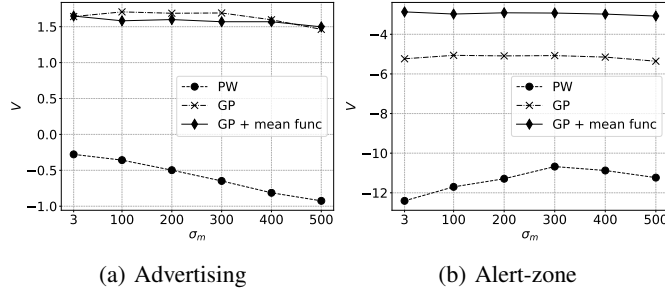 1.5
1.0
0.5
0.0
−0.5
−1.0
V
PW
GP
GP + mean func
3 100 200 300 400 500
σm
(a) Advertising
−4
−6
−8
−10
−12
V
PW
GP
GP + mean func
3 100 200 300 400 500
σm
(b) Alert-zone